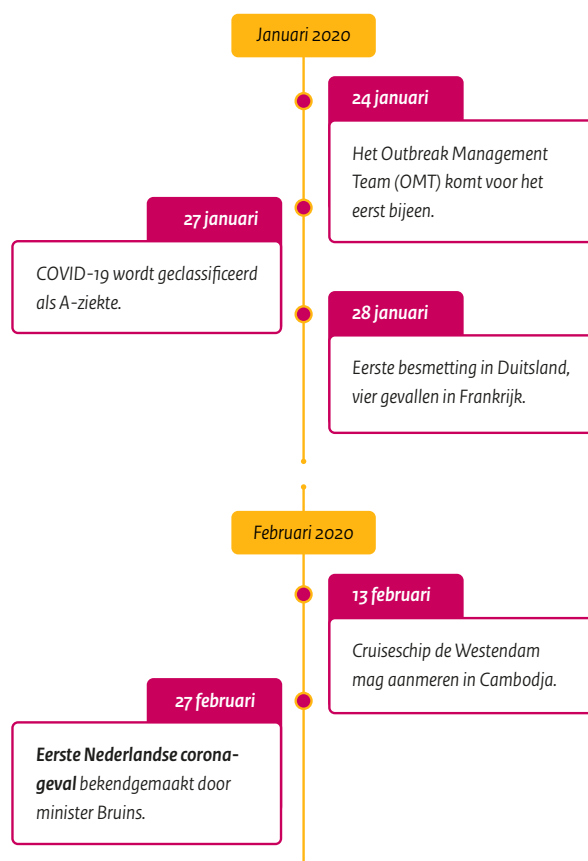 Januari 2020
24 januari
Het Outbreak Management
Team (OMT) komt voor het
eerst bijeen.
27 januari
COVID-19 wordt geclassificeerd
als A-ziekte.
28 januari
Eerste besmetting in Duitsland,
vier gevallen in Frankrijk.
Februari 2020
13 februari
Cruiseschip de Westendam
mag aanmeren in Cambodja.
27 februari
Eerste Nederlandse corona-
geval bekendgemaakt door
minister Bruins.